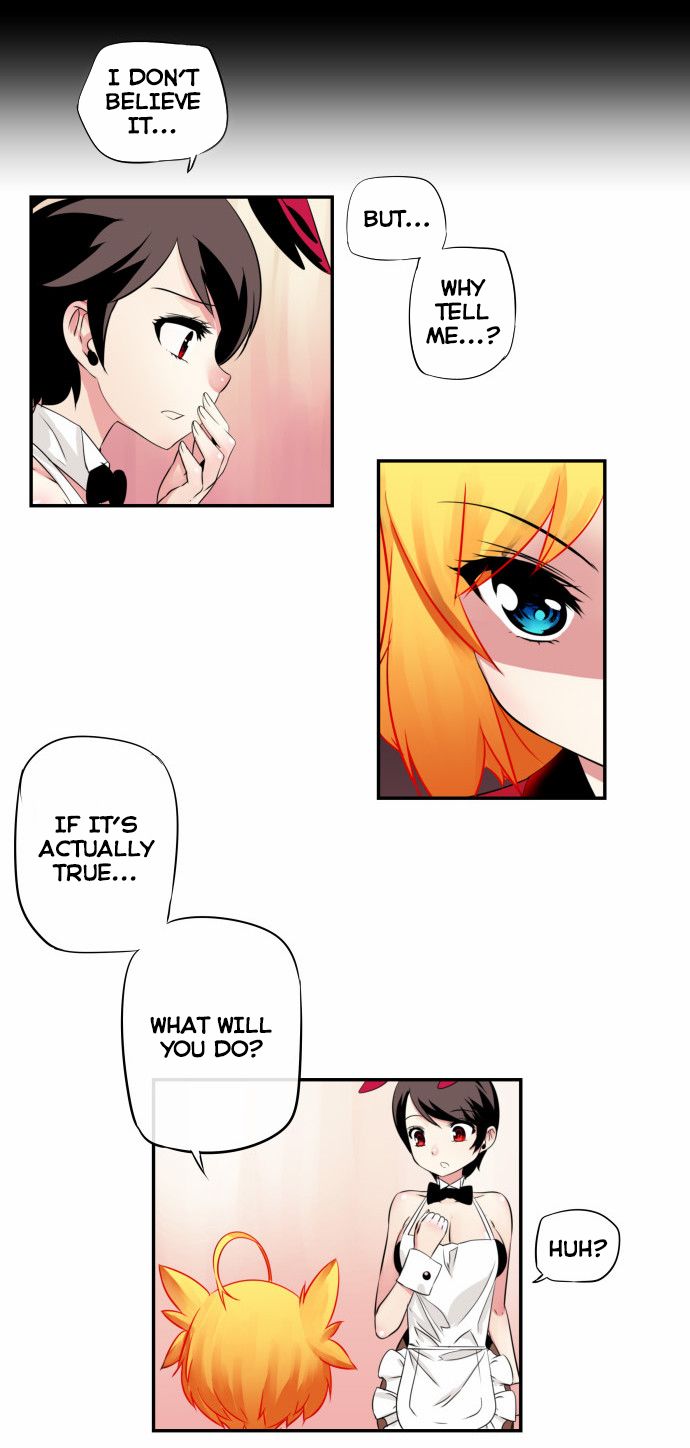 I DON'T
BELIEVE
IT...
BUT...
WHY
TELL
ME...?
IF IT'S
ACTUALLY
TRUE...
WHAT WILL
YOU DO?
HUH?